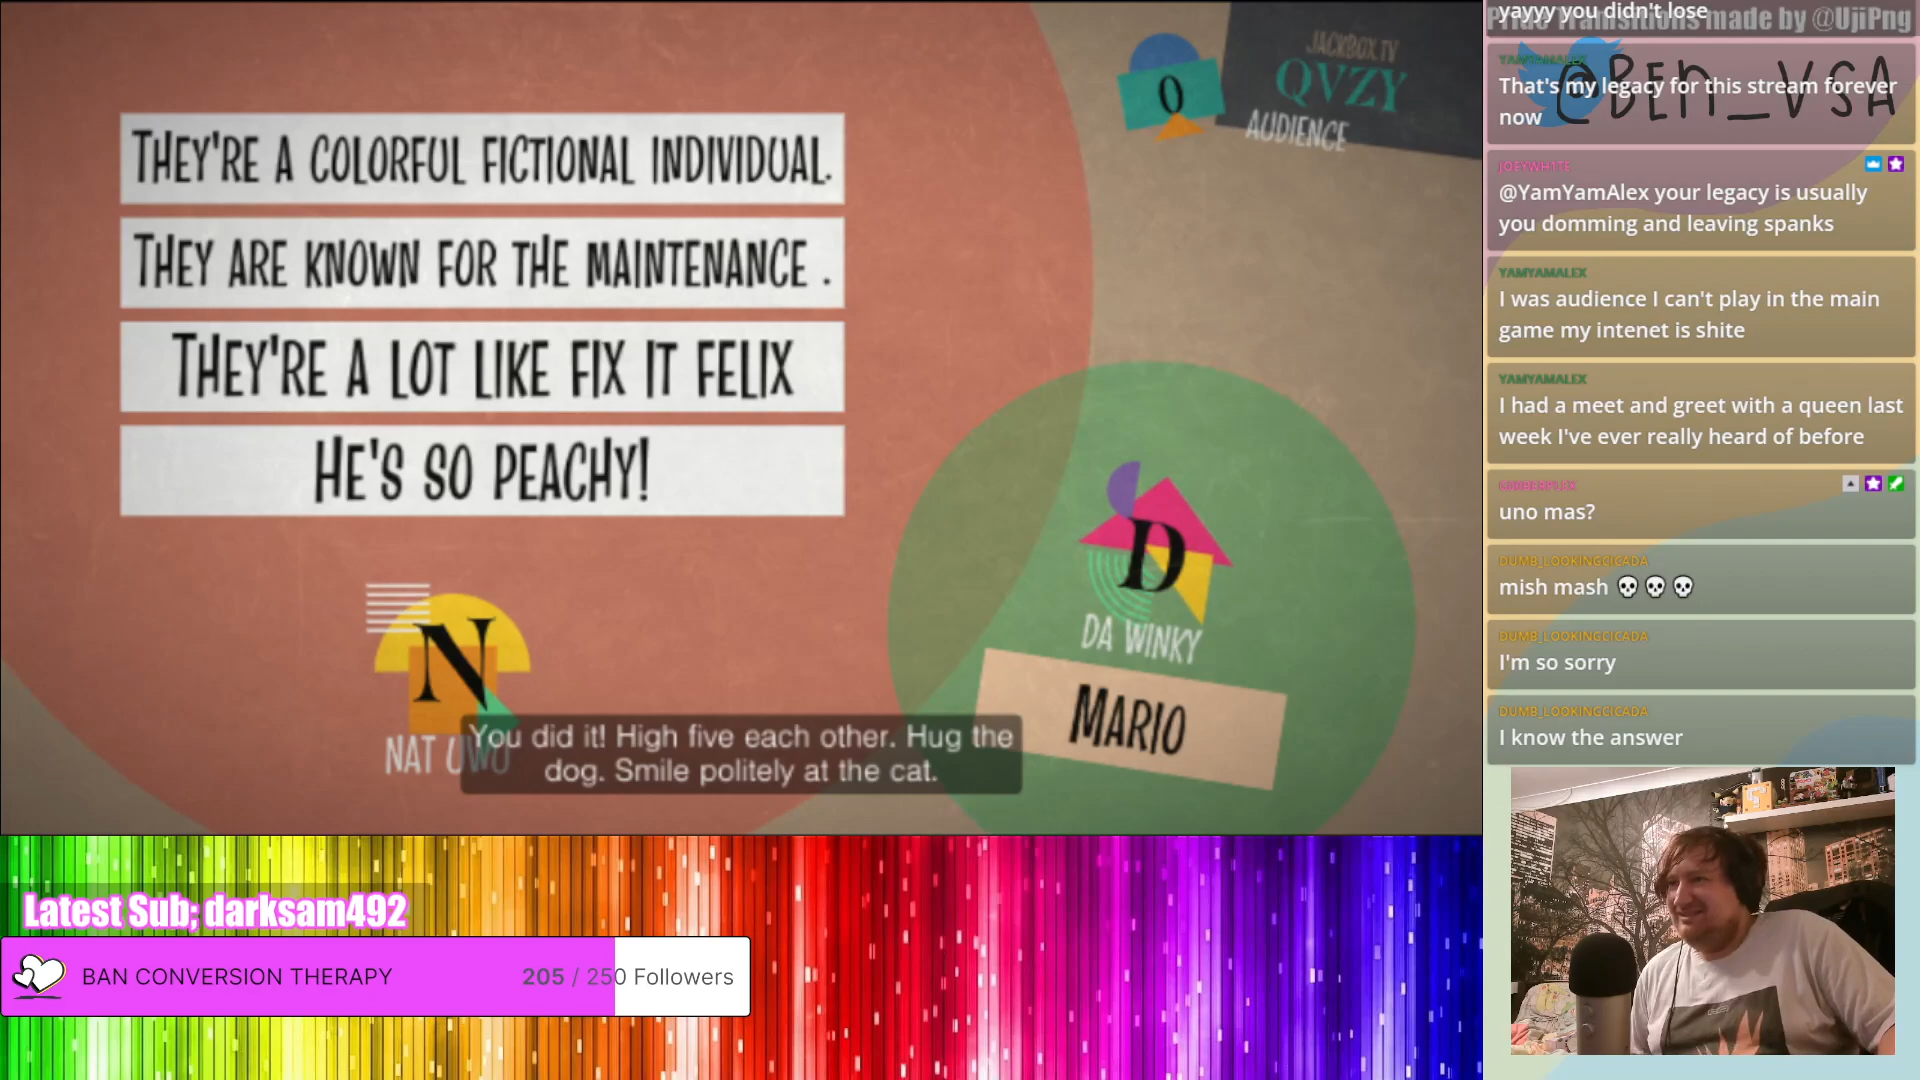 THEY'RE A COLORFUL FICTIONAL INDIVIDUAL.
THEY ARE KNOWN FOR THE MAINTENANCE .
THEY'RE A LOT LIKE FIX IT FELIX
HE'S SO PEACHY!
0
JACKBOX.TV
QVZY
AUDIENCE
N
NAT UWU
D
DA WINKY
MARIO
You did it! High five each other. Hug the
dog. Smile politely at the cat.
Latest Sub; darksam492
BAN CONVERSION THERAPY
205 / 250 Followers
Pride Transitions made by @UjiPng
@BEN_VSA
yayyy you didn't lose
YAMYAMALEX
That's my legacy for this stream forever
now
JOEYWH1TE
@YamYamAlex your legacy is usually
you domming and leaving spanks
YAMYAMALEX
I was audience I can't play in the main
game my intenet is shite
YAMYAMALEX
I had a meet and greet with a queen last
week I've ever really heard of before
uno mas?
DUMB_LOOKINGCICADA
mish mash 💀 💀 💀
DUMB_LOOKINGCICADA
I'm so sorry
DUMB_LOOKINGCICADA
I know the answer